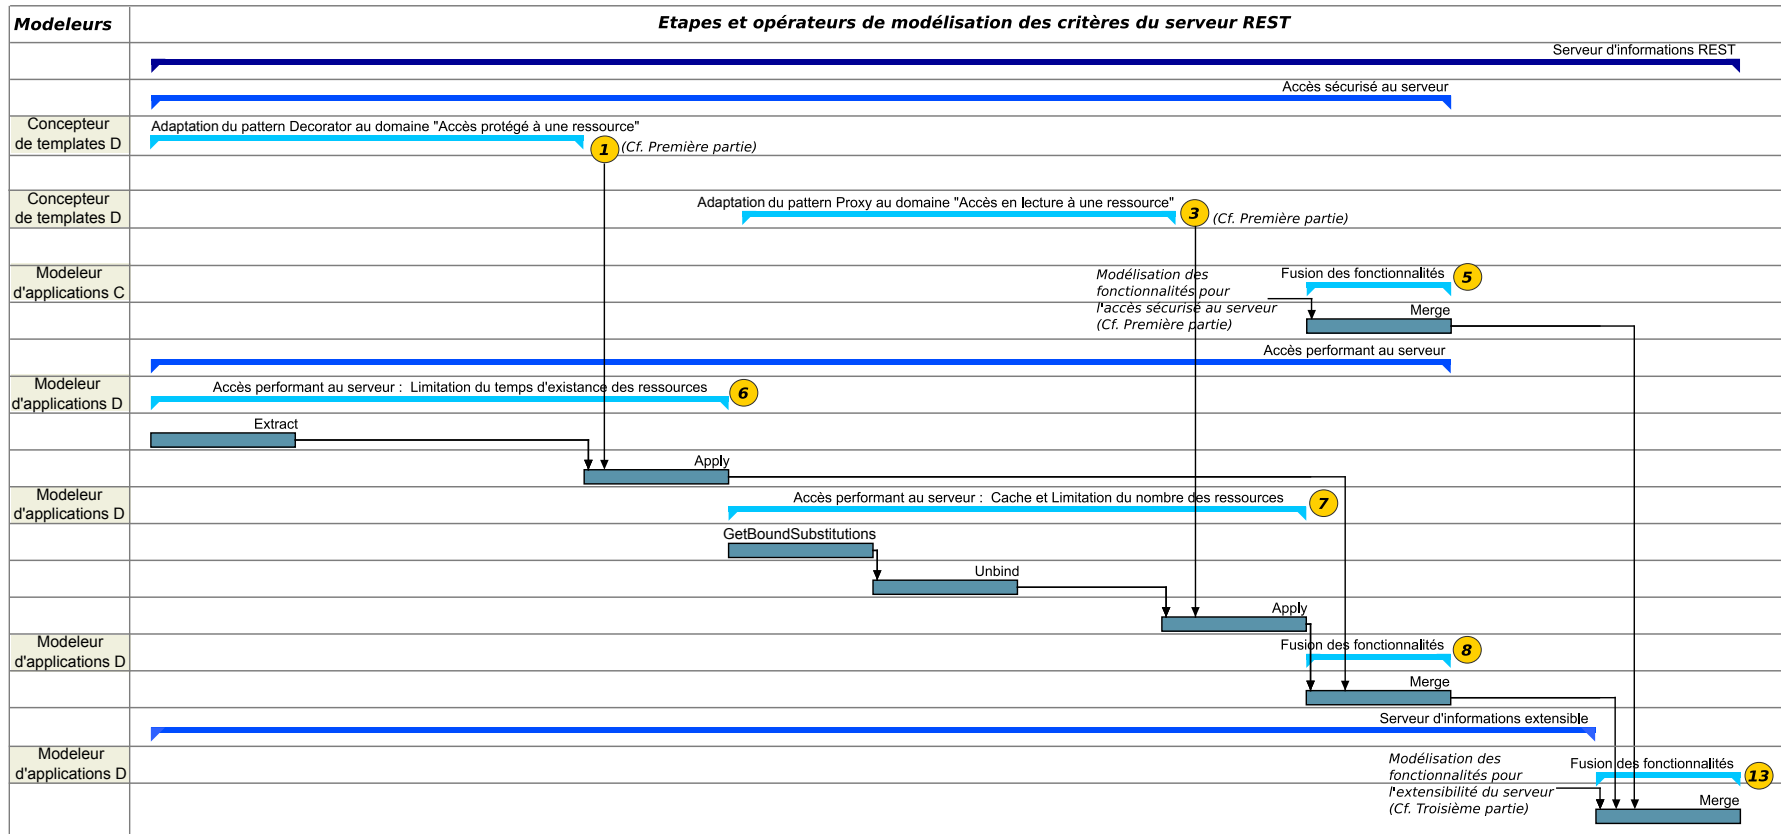 Modeleurs
Etapes et opérateurs de modélisation des critères du serveur REST
Serveur d'informations REST
Accès sécurisé au serveur
Concepteur
de templates D
Adaptation du pattern Decorator au domaine "Accès protégé à une ressource"
1
(Cf. Première partie)
Concepteur
de templates D
Adaptation du pattern Proxy au domaine "Accès en lecture à une ressource"
3
(Cf. Première partie)
Modeleur
d'applications C
Modélisation des
fonctionnalités pour
l'accès sécurisé au serveur
(Cf. Première partie)
Fusion des fonctionnalités
5
Merge
Accès performant au serveur
Modeleur
d'applications D
Accès performant au serveur : Limitation du temps d'existance des ressources
6
Extract
Apply
Modeleur
d'applications D
Accès performant au serveur : Cache et Limitation du nombre des ressources
7
GetBoundSubstitutions
Unbind
Apply
Modeleur
d'applications D
Fusion des fonctionnalités
8
Merge
Serveur d'informations extensible
Modeleur
d'applications D
Modélisation des
fonctionnalités pour
l'extensibilité du serveur
(Cf. Troisième partie)
Fusion des fonctionnalités
13
Merge